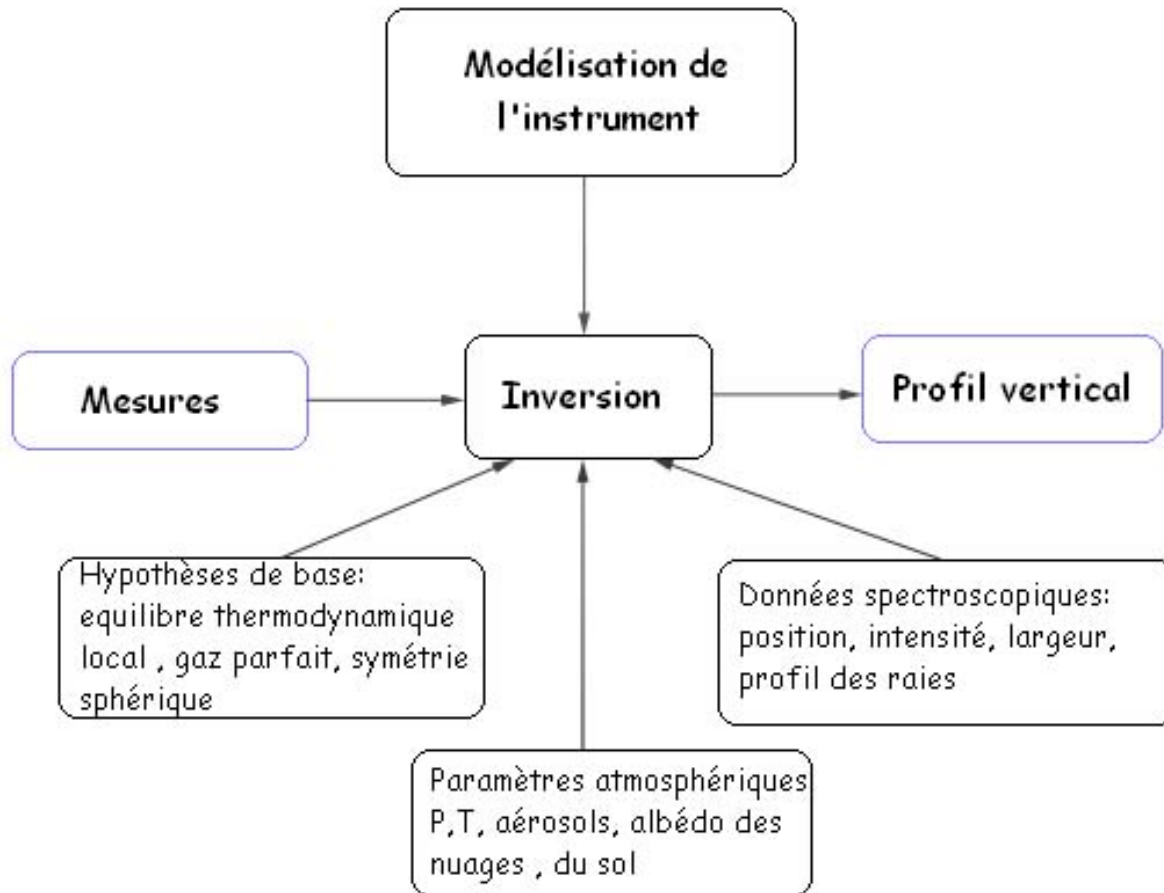 Modélisation de
l'instrument
Mesures
Inversion
Profil vertical
Hypothèses de base:
equilibre thermodynamique
local , gaz parfait, symétrie
sphérique
Données spectroscopiques:
position, intensité, largeur,
profil des raies
Paramètres atmosphériques
P,T, aérosols, albédo des
nuages , du sol